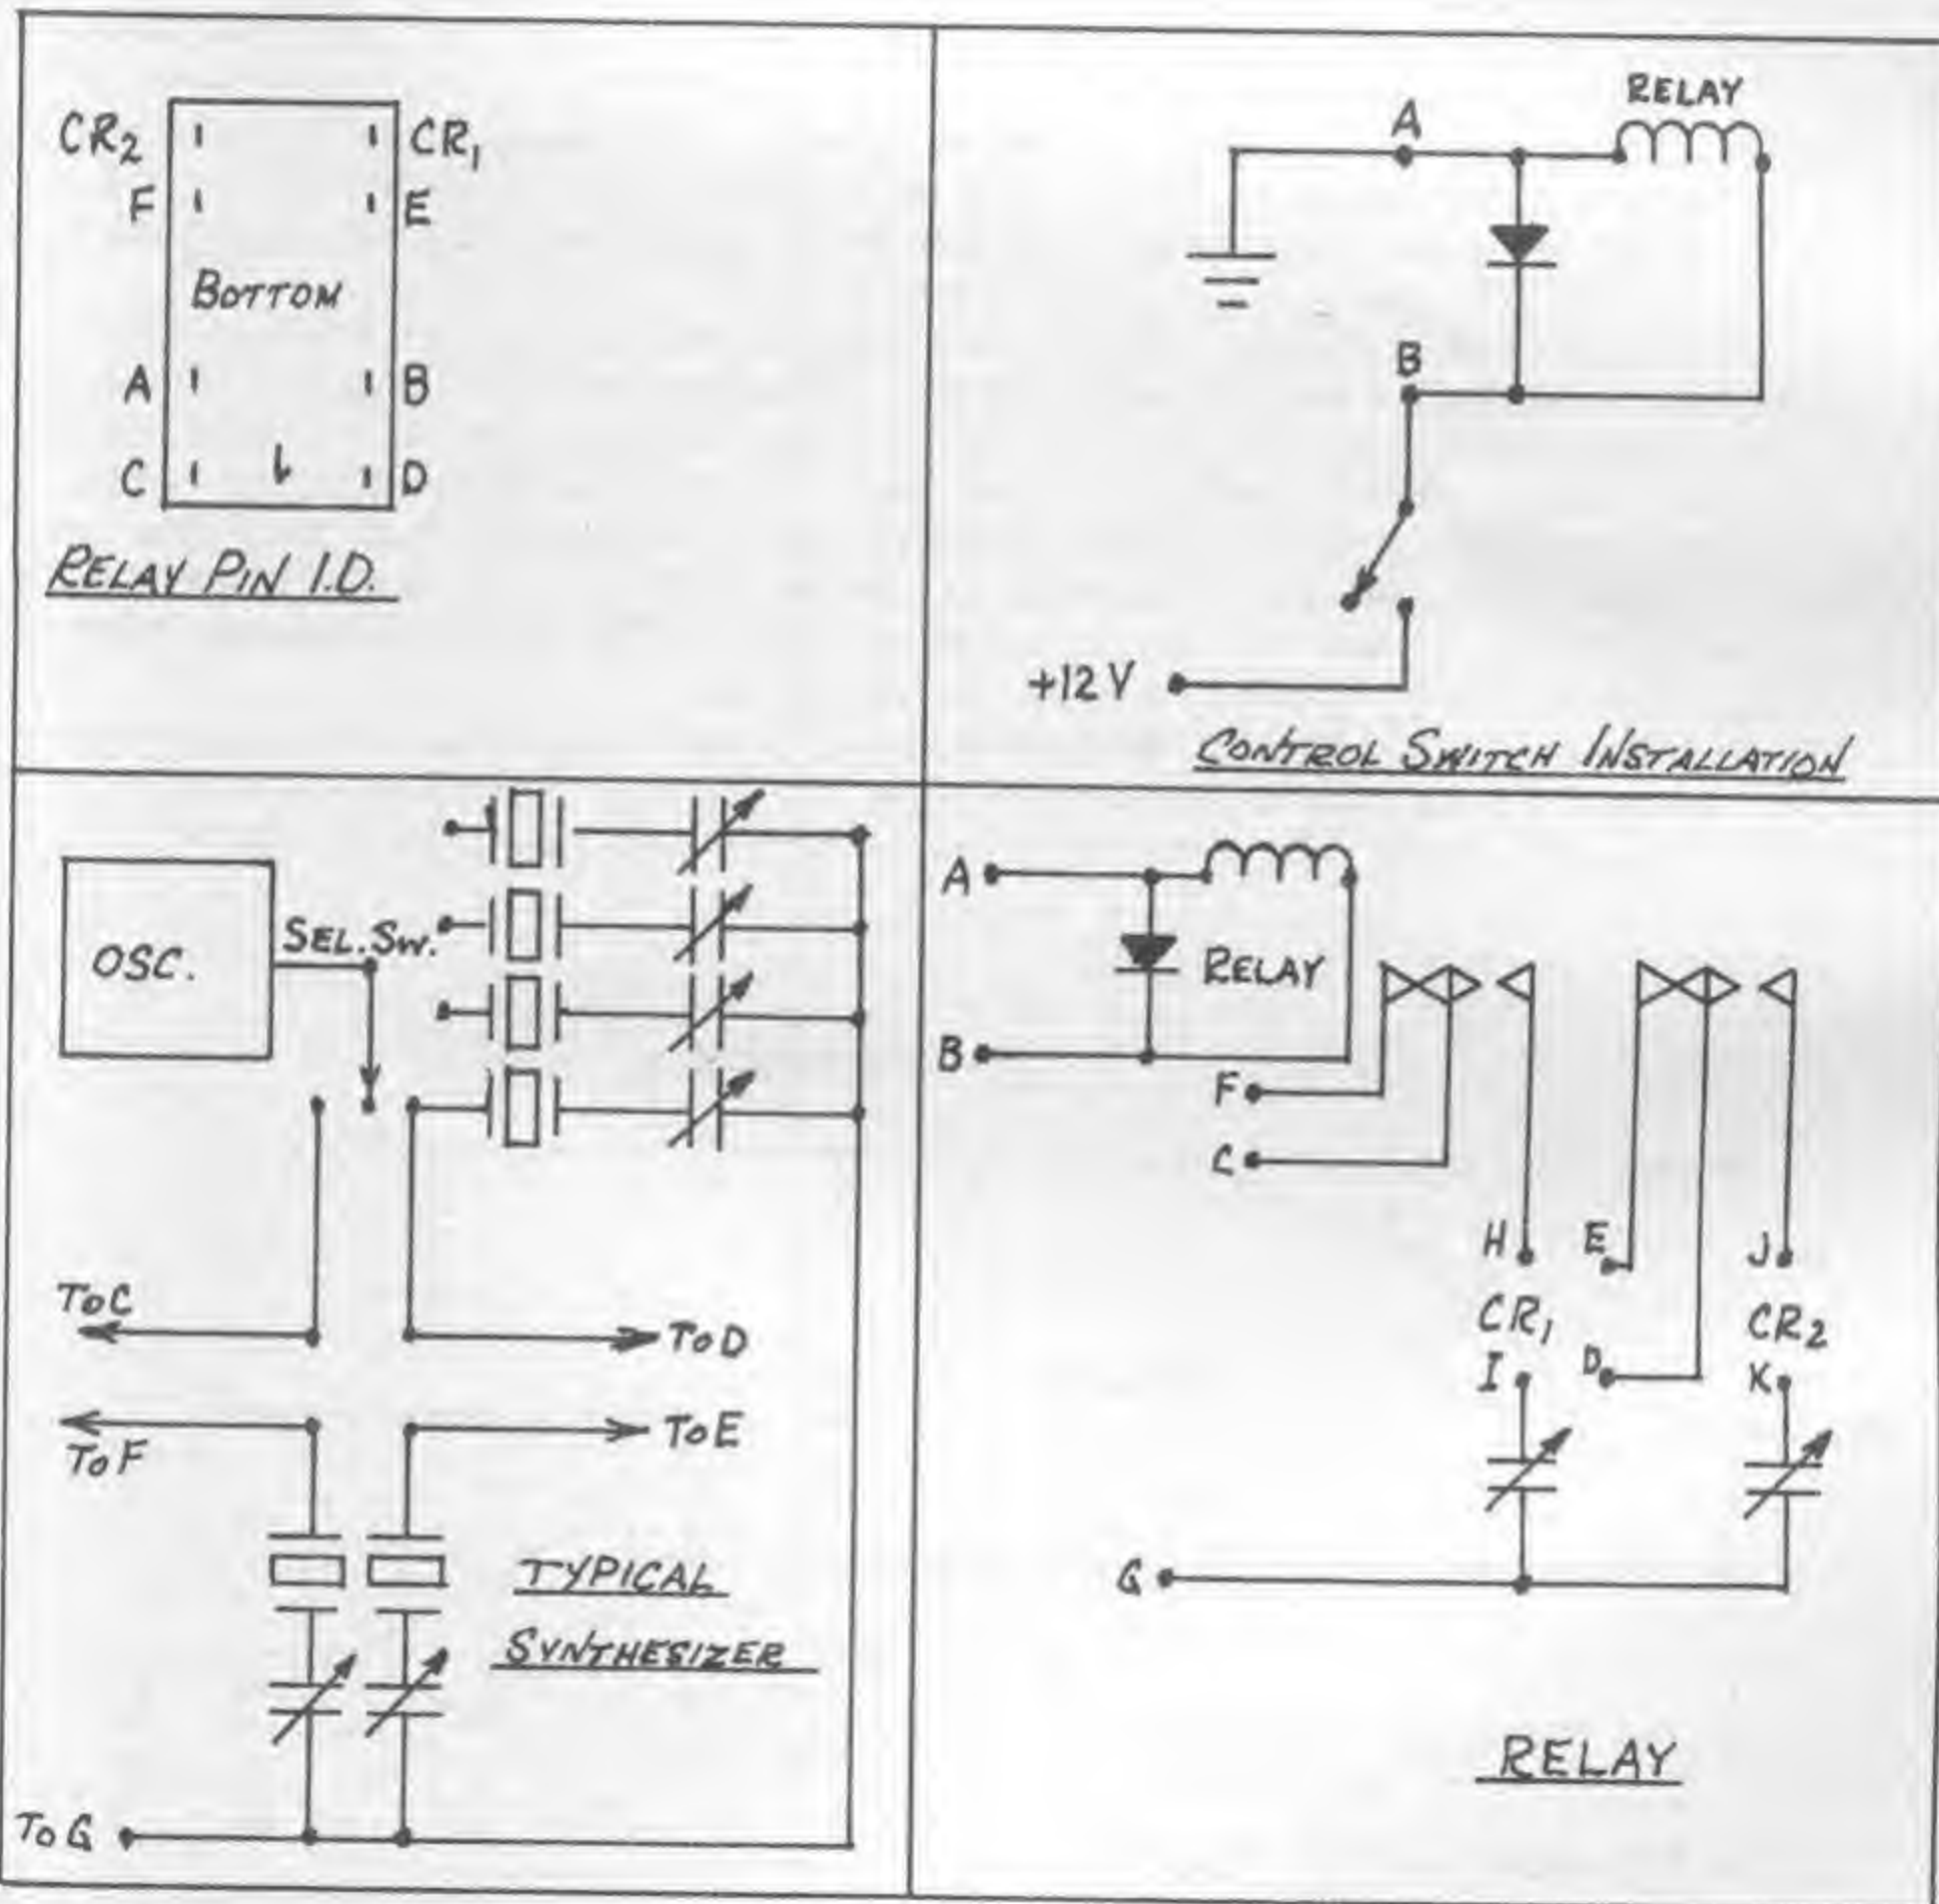 CR2 CR1
F E
BOTTOM
A B
C D
RELAY PIN I.D.
RELAY
A
B
+12V
CONTROL SWITCH INSTALLATION
OSC.
SEL. SW.
TO C
TO D
TO F
TO E
TYPICAL
SYNTHESIZER
TO G
A
RELAY
B
F
C
H E J
CR1 CR2
I D K
G
RELAY